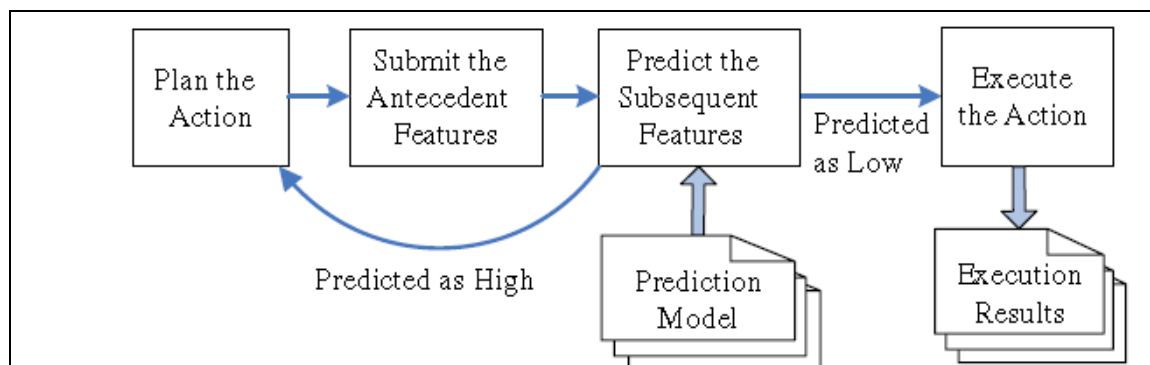 Plan the
Action
Submit the
Antecedent
Features
Predict the
Subsequent
Features
Predicted
as Low
Execute
the Action
Predicted as High
Prediction
Model
Execution
Results